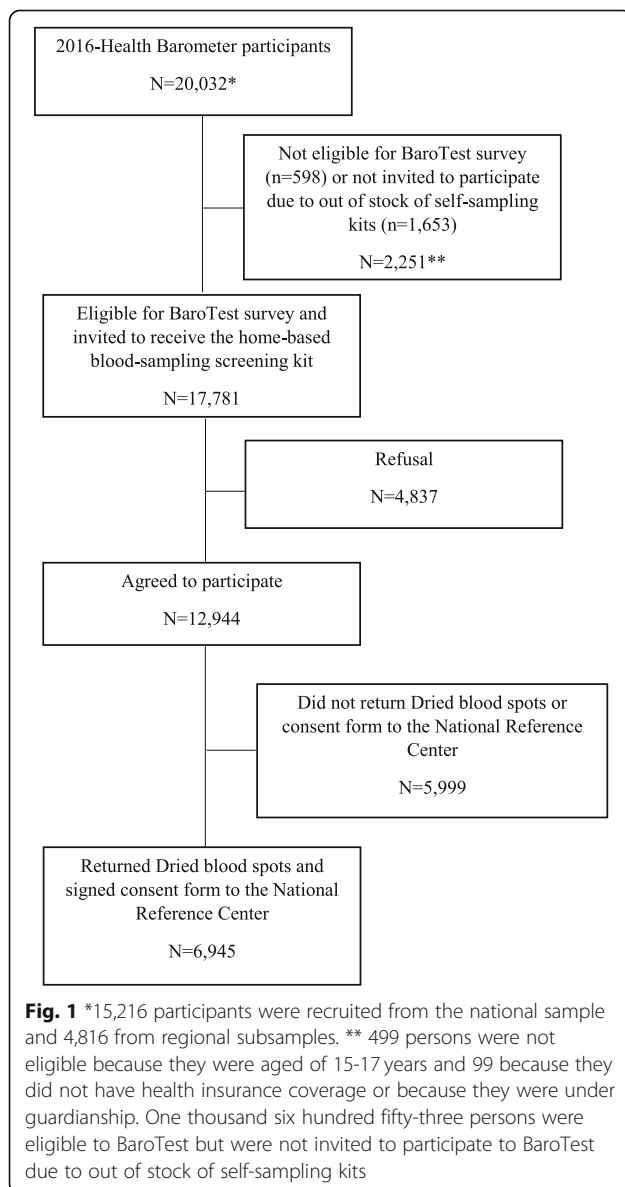 2016-Health Barometer participants
N=20,032*
Not eligible for BaroTest survey
(n=598) or not invited to participate
due to out of stock of self-sampling
kits (n=1,653)
N=2,251**
Eligible for BaroTest survey and
invited to receive the home-based
blood-sampling screening kit
N=17,781
Refusal
N=4,837
Agreed to participate
N=12,944
Did not return Dried blood spots or
consent form to the National Reference
Center
N=5,999
Returned Dried blood spots and
signed consent form to the National
Reference Center
N=6,945
Fig. 1 *15,216 participants were recruited from the national sample
and 4,816 from regional subsamples. ** 499 persons were not
eligible because they were aged of 15-17 years and 99 because they
did not have health insurance coverage or because they were under
guardianship. One thousand six hundred fifty-three persons were
eligible to BaroTest but were not invited to participate to BaroTest
due to out of stock of self-sampling kits